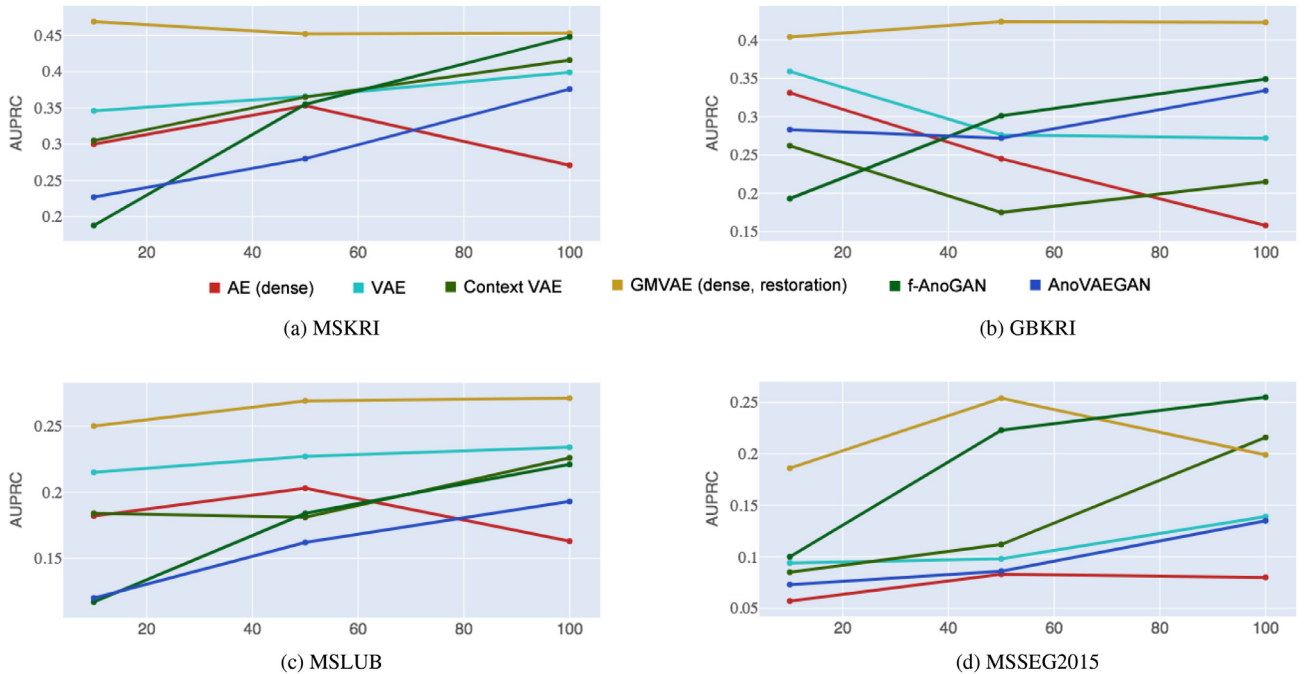 0.45
0.4
0.35
0.3
0.25
0.2
AUPRC
20 40 60 80 100
0.4
0.35
0.3
0.25
0.2
0.15
AUPRC
20 40 60 80 100
AE (dense) VAE Context VAE GMVAE (dense, restoration) f-AnoGAN AnoVAEGAN
(a) MSKRI
(b) GBKRI
0.25
0.2
0.15
AUPRC
20 40 60 80 100
0.25
0.2
0.15
0.1
0.05
AUPRC
20 40 60 80 100
(c) MSLUB
(d) MSSEG2015